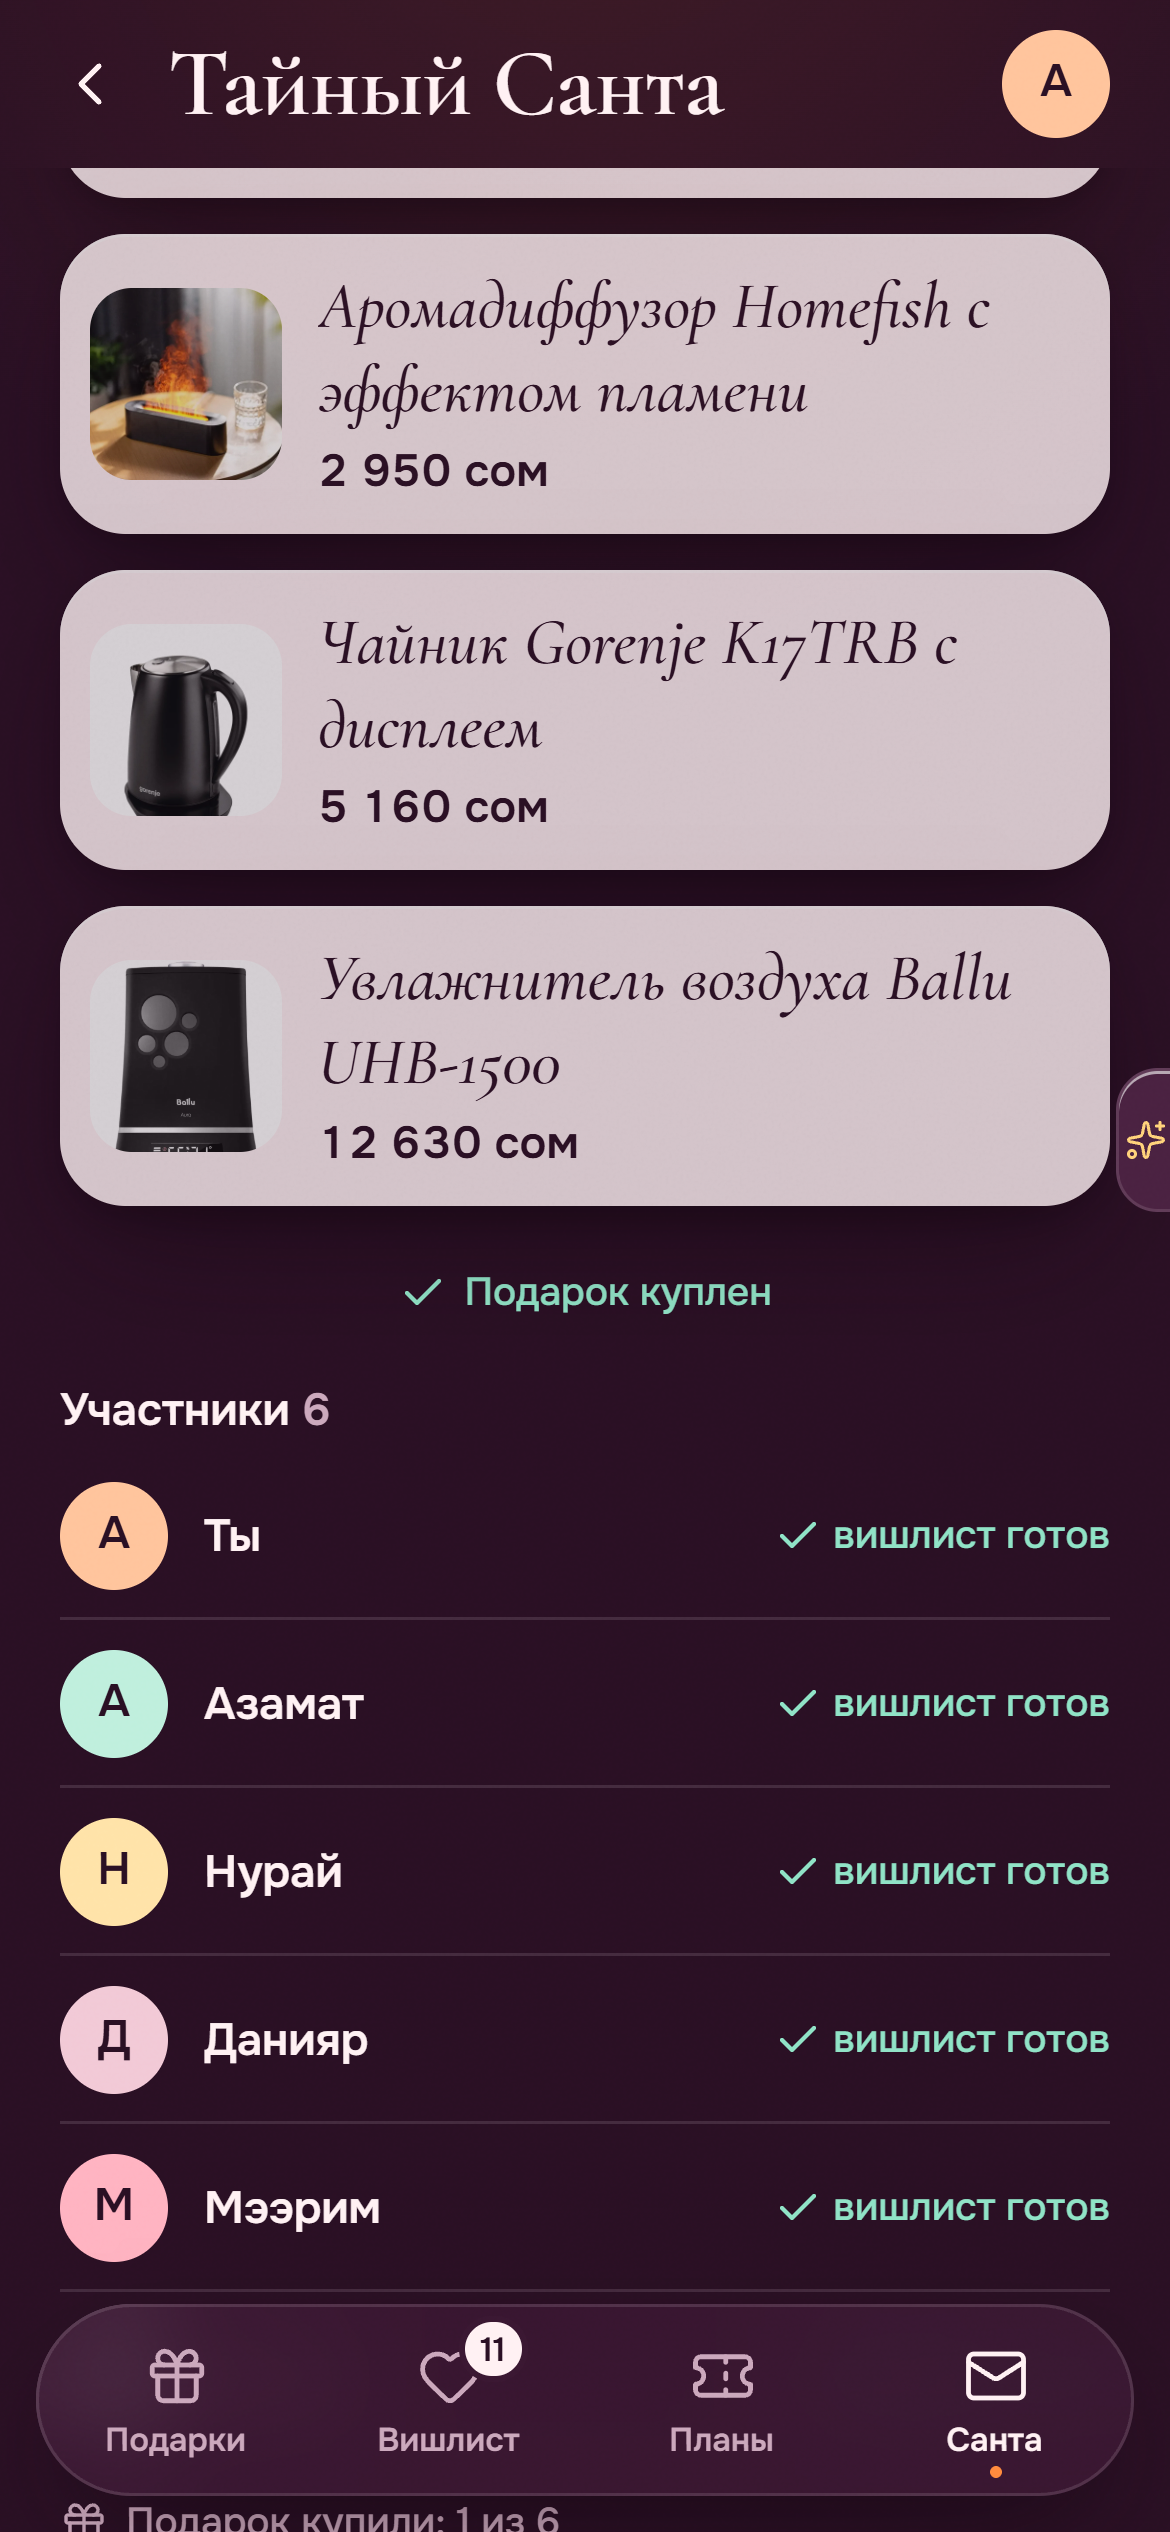 Тайный Санта
А
Аромадиффузор Homefish с
эффектом пламени
2 950 сом
Чайник Gorenje K17TRB с
дисплеем
gorenje
5 160 сом
Увлажнитель воздуха Ballu
UHB-1500
Ballu
12 630 сом
Подарок куплен
Участники 6
А
Ты
вишлист готов
А
Азамат
вишлист готов
Н
Нурай
вишлист готов
Д
Данияр
вишлист готов
М
Мээрим
вишлист готов
11
Подарки
Вишлист
Планы
Санта
Подарок купили: 1 из 6